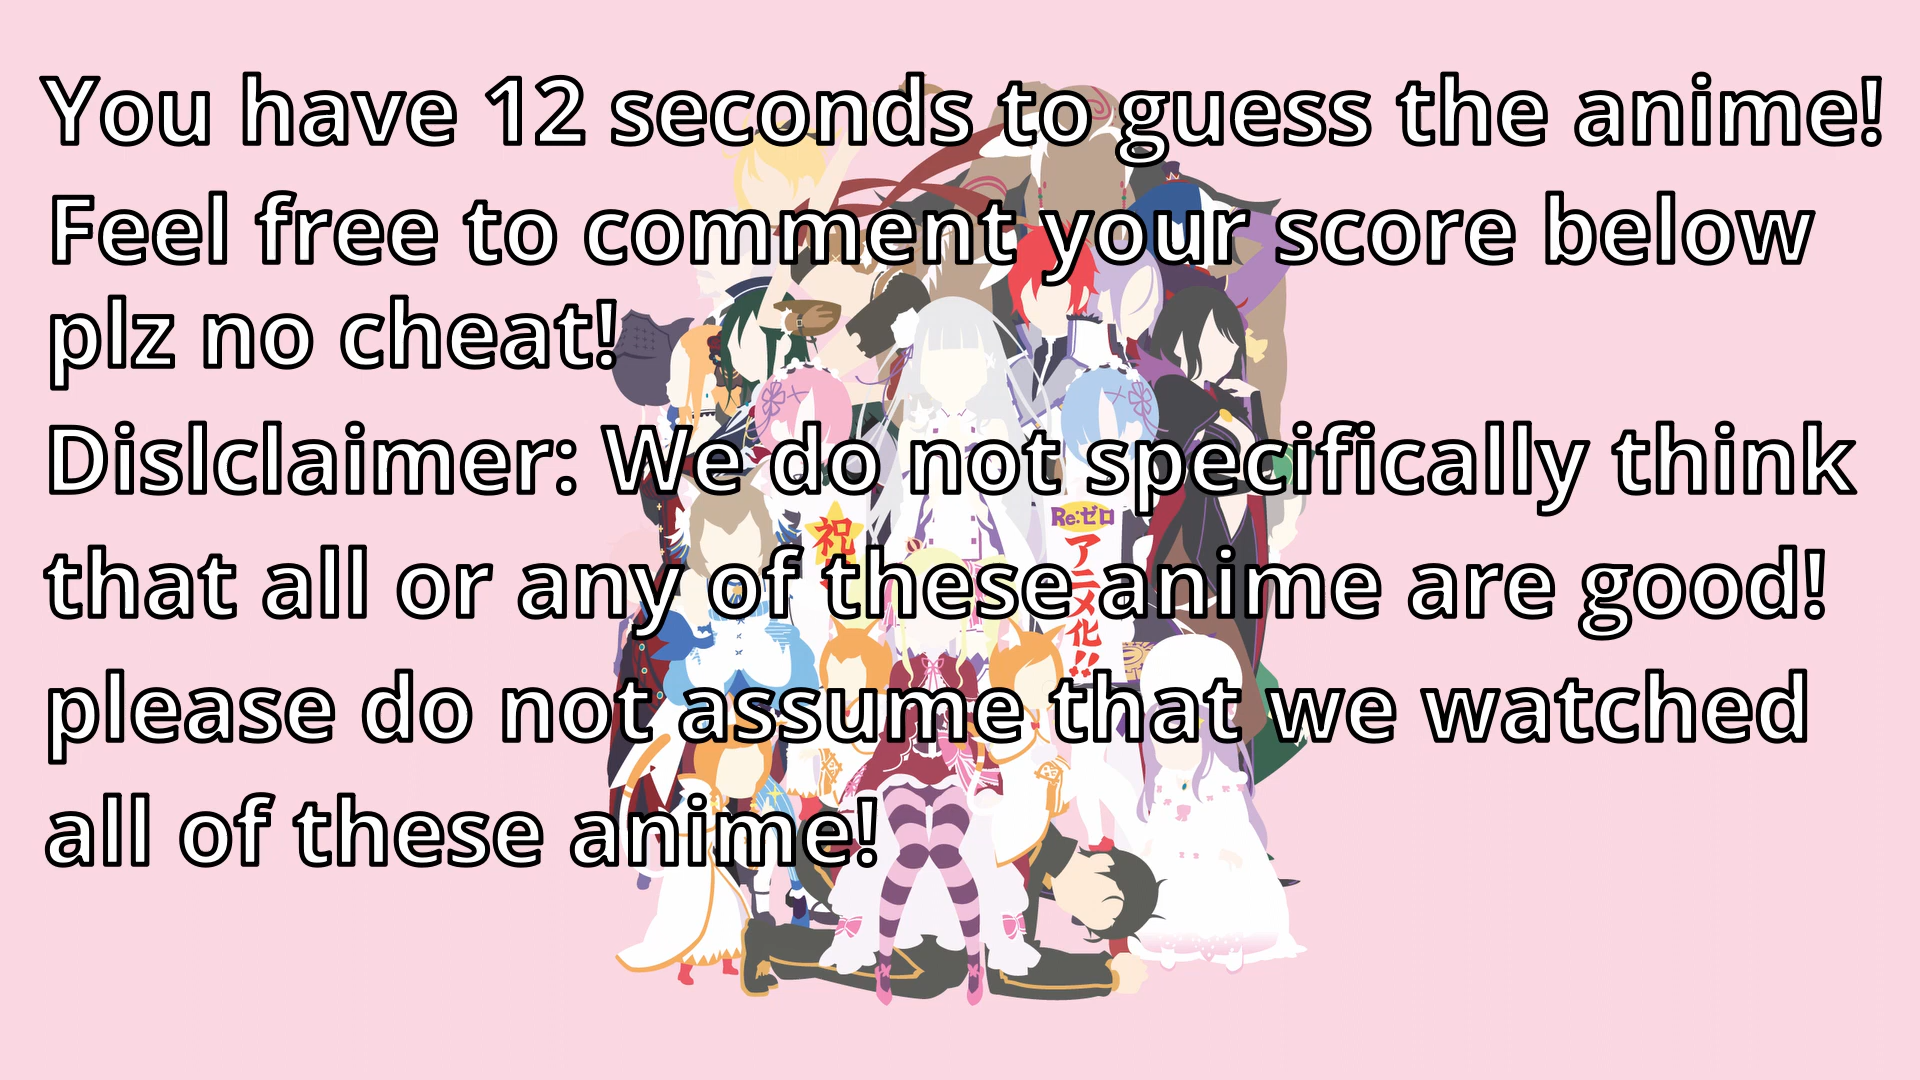 You have 12 seconds to guess the anime!
Feel free to comment your score below
plz no cheat!
Dislclaimer: We do not specifically think
that all or any of these anime are good!
please do not assume that we watched
all of these anime!
祝
Re:ゼロ
アニメ化!!